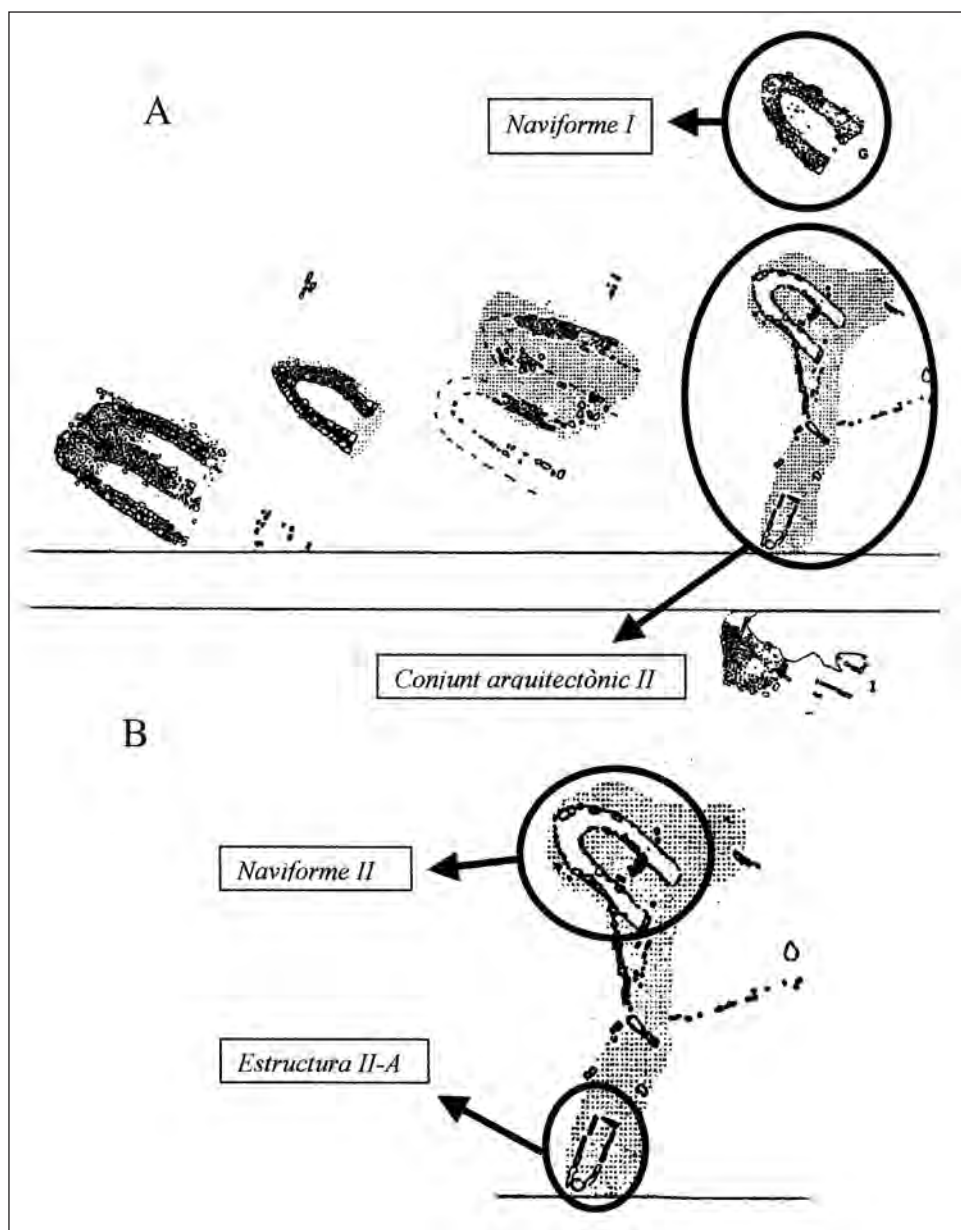 A
Naviforme I
G
Conjunt arquitectònic II
I
B
Naviforme II
Estructura II-A